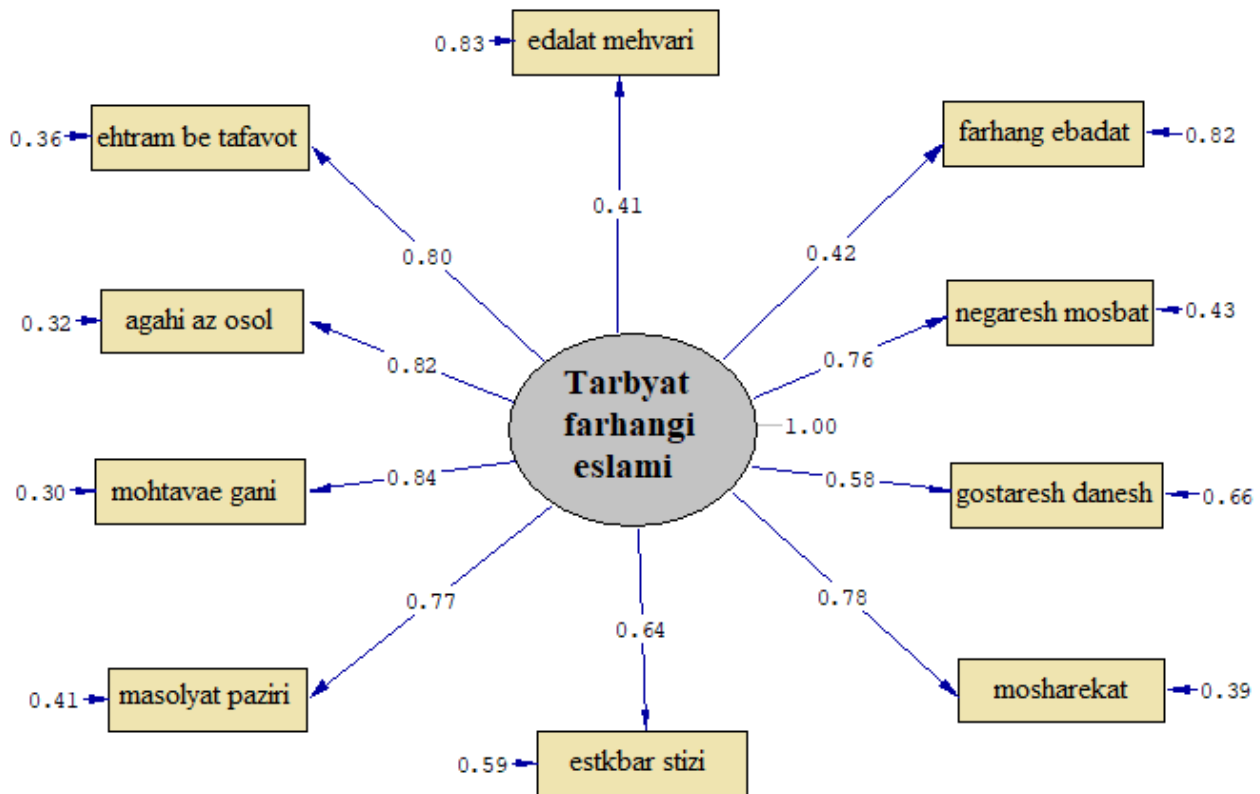 0.83
edalat mehvari
0.36
ehtram be tafavot
farhang ebadat
0.82
0.41
0.80
0.42
0.32
agahi az osol
negaresh mosbat
0.43
0.82
0.76
Tarbyat
farhangi
eslami
1.00
0.30
mohtavae gani
0.84
0.58
gostaresh danesh
0.66
0.77
0.64
0.78
0.41
masolyat paziri
mosharekat
0.39
0.59
estkbar stizi